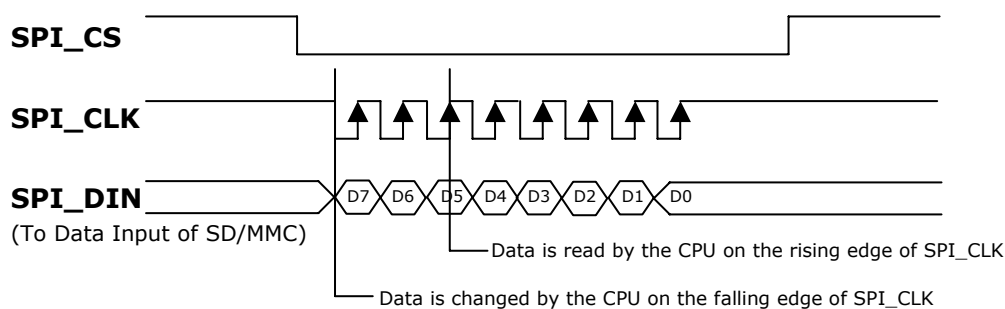 SPI_CS
SPI_CLK
SPI_DIN
D7 D6 D5 D4 D3 D2 D1 D0
(To Data Input of SD/MMC)
Data is read by the CPU on the rising edge of SPI_CLK
Data is changed by the CPU on the falling edge of SPI_CLK